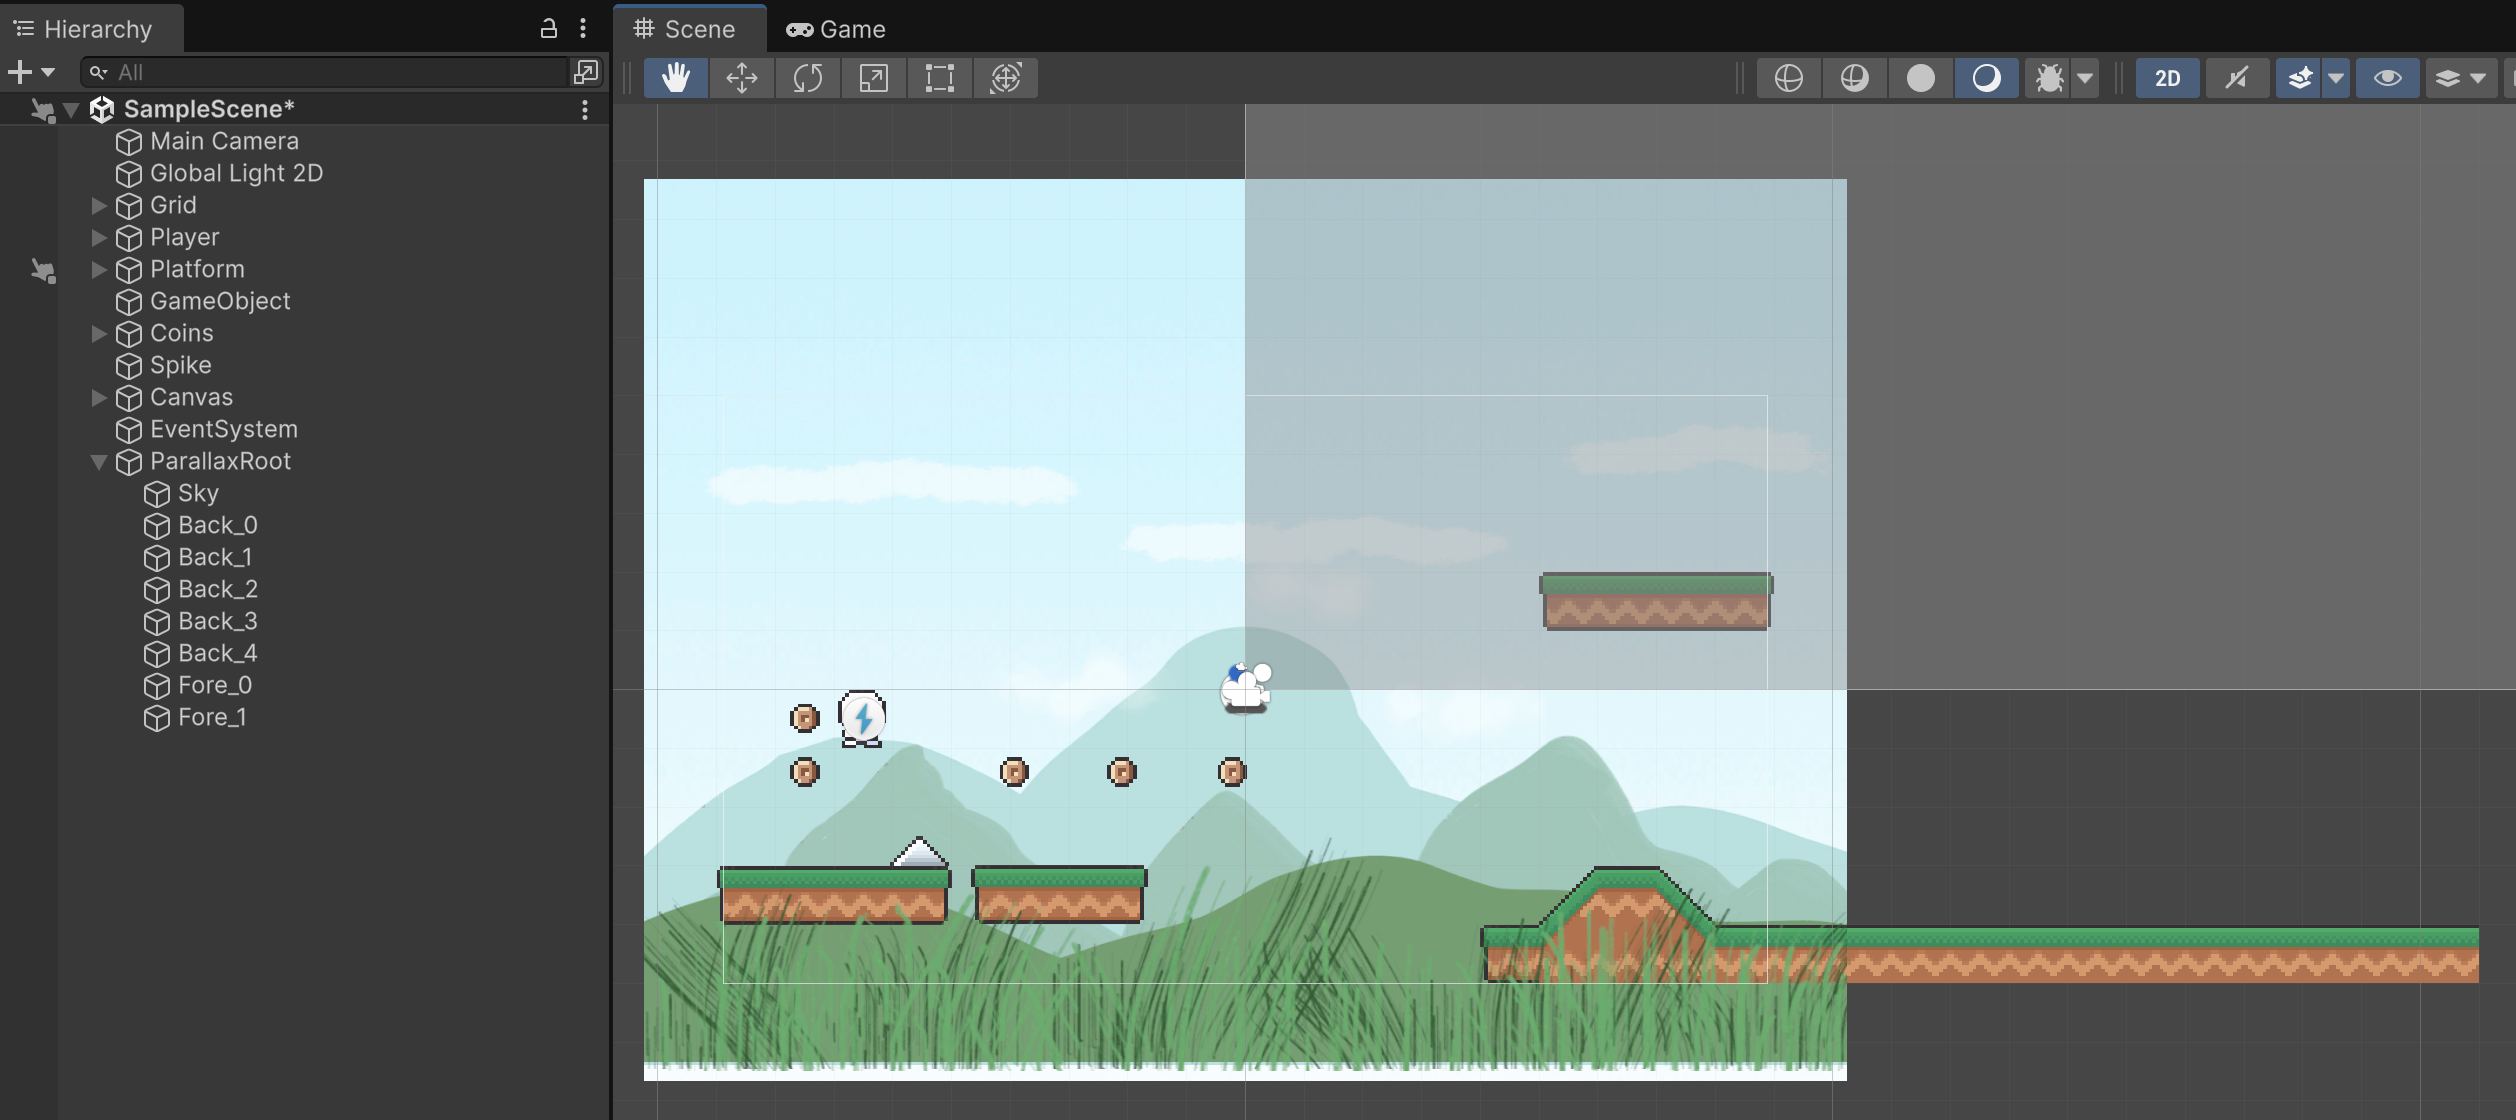 Hierarchy
All
SampleScene*
Main Camera
Global Light 2D
Grid
Player
Platform
GameObject
Coins
Spike
Canvas
EventSystem
ParallaxRoot
Sky
Back_0
Back_1
Back_2
Back_3
Back_4
Fore_0
Fore_1
Scene
Game
2D